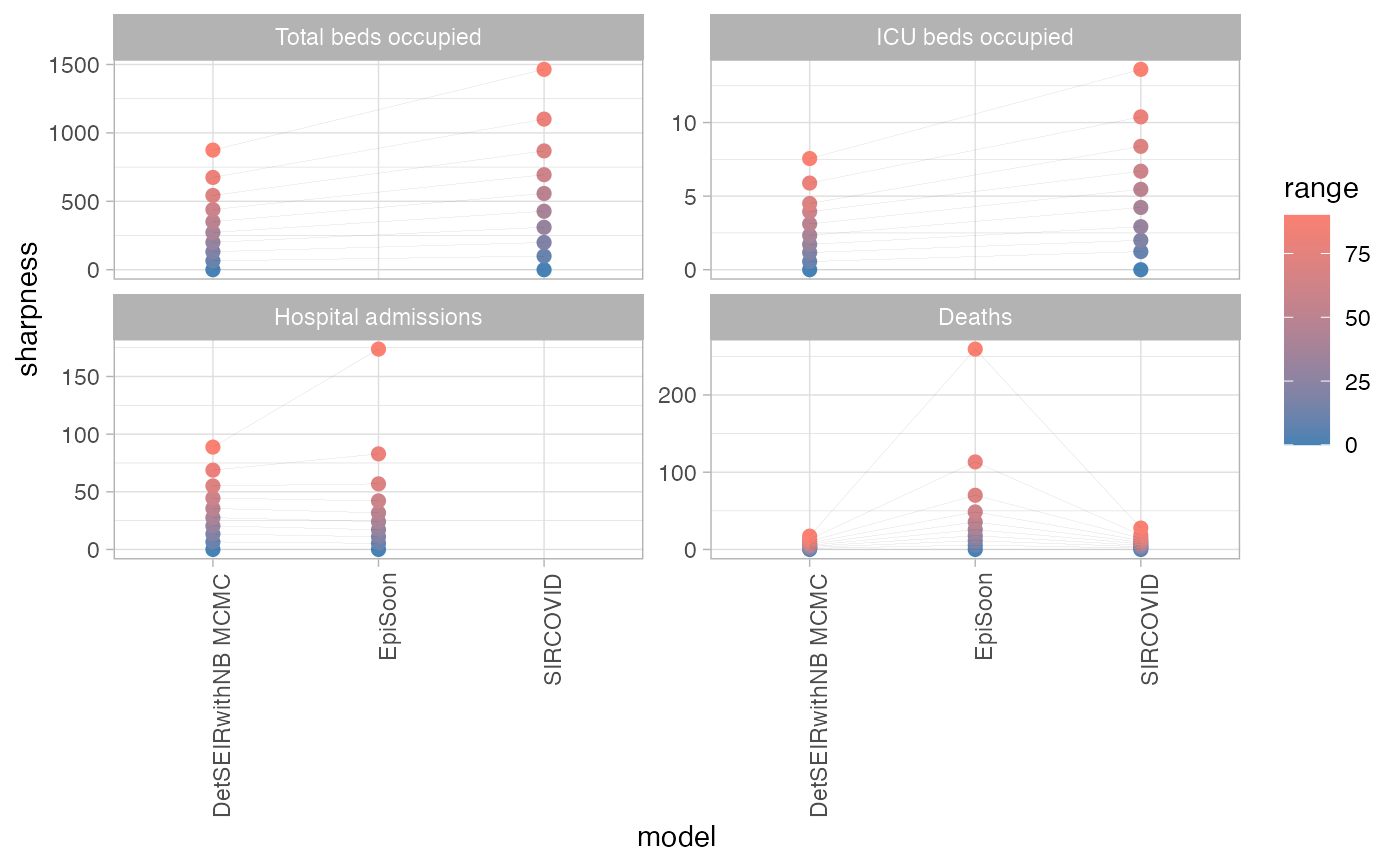 Total beds occupied
ICU beds occupied
1500
1000
500
0
10
5
0
Hospital admissions
Deaths
150
100
50
0
200
100
0
DetSEIRwithNB MCMC
EpiSoon
SIRCOVID
DetSEIRwithNB MCMC
EpiSoon
SIRCOVID
model
sharpness
range
75
50
25
0